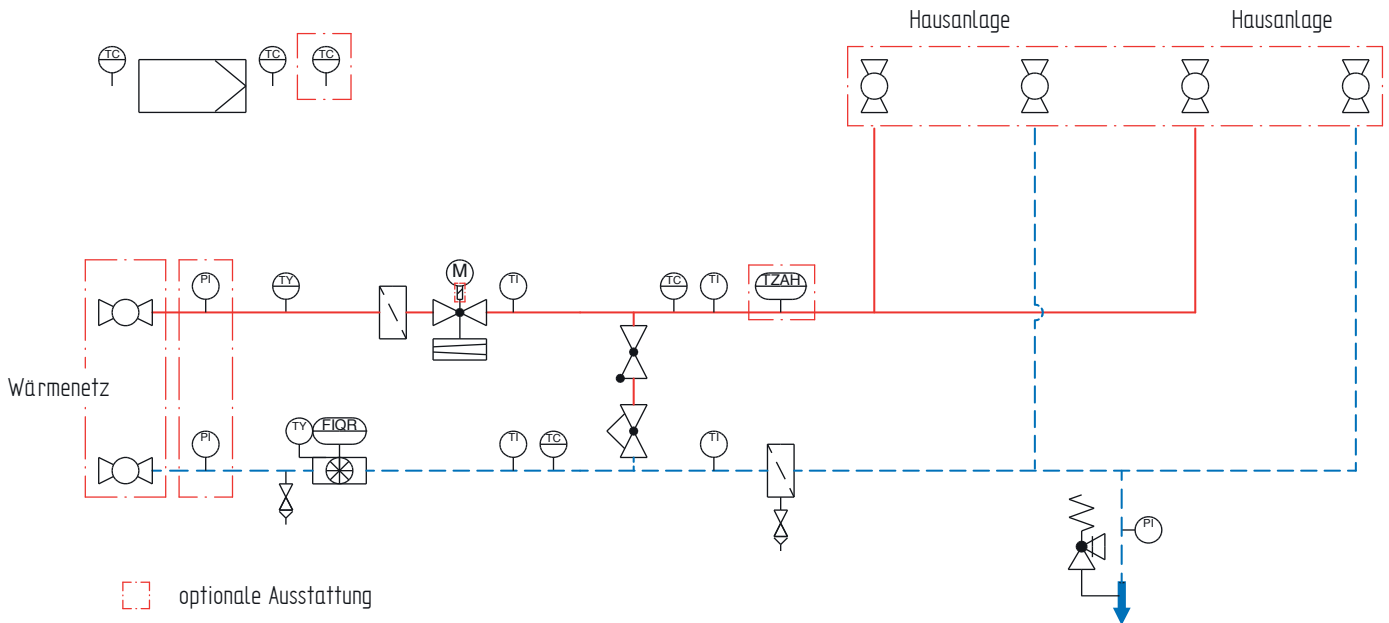 Hausanlage Hausanlage
TC TC TC
PI TY M TI TC TI TZAH
Wärmenetz
PI TY FIQR TI TC TI
PI
optionale Ausstattung